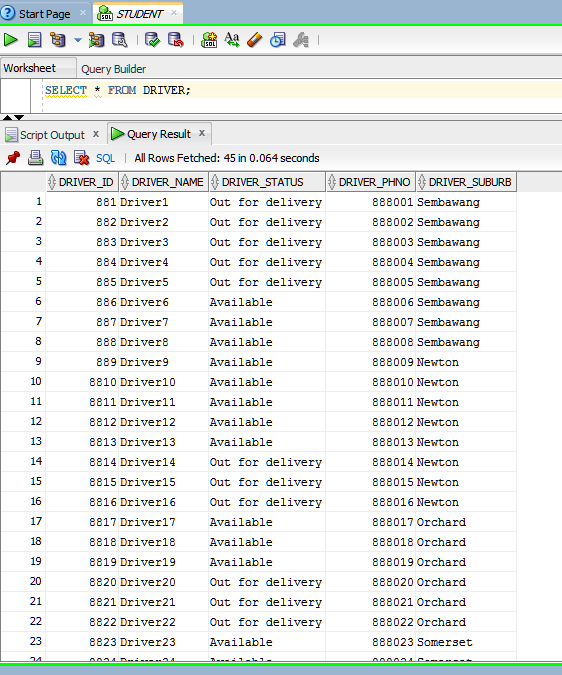 Start Page × STUDENT ×
Worksheet Query Builder
SELECT * FROM DRIVER;
Script Output × Query Result ×
SQL | All Rows Fetched: 45 in 0.064 seconds
DRIVER_ID DRIVER_NAME DRIVER_STATUS DRIVER_PHNO DRIVER_SUBURB
1 881 Driver1 Out for delivery 888001 Sembawang
2 882 Driver2 Out for delivery 888002 Sembawang
3 883 Driver3 Out for delivery 888003 Sembawang
4 884 Driver4 Out for delivery 888004 Sembawang
5 885 Driver5 Out for delivery 888005 Sembawang
6 886 Driver6 Available 888006 Sembawang
7 887 Driver7 Available 888007 Sembawang
8 888 Driver8 Available 888008 Sembawang
9 889 Driver9 Available 888009 Newton
10 8810 Driver10 Available 888010 Newton
11 8811 Driver11 Available 888011 Newton
12 8812 Driver12 Available 888012 Newton
13 8813 Driver13 Available 888013 Newton
14 8814 Driver14 Out for delivery 888014 Newton
15 8815 Driver15 Out for delivery 888015 Newton
16 8816 Driver16 Out for delivery 888016 Newton
17 8817 Driver17 Available 888017 Orchard
18 8818 Driver18 Available 888018 Orchard
19 8819 Driver19 Available 888019 Orchard
20 8820 Driver20 Out for delivery 888020 Orchard
21 8821 Driver21 Out for delivery 888021 Orchard
22 8822 Driver22 Out for delivery 888022 Orchard
23 8823 Driver23 Available 888023 Somerset